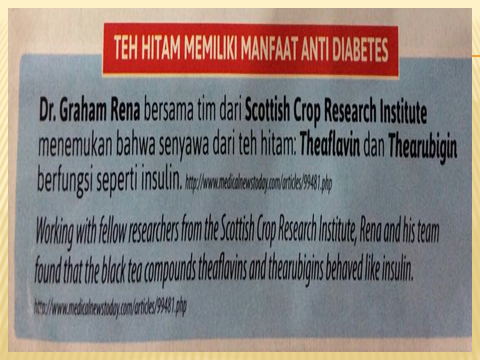 TEH HITAM MEMILIKI MANFAAT ANTI DIABETES
Dr. Graham Rena bersama tim dari Scottish Crop Research Institute
menemukan bahwa senyawa dari teh hitam: Theaflavin dan Thearubigin
berfungsi seperti insulin. http://www.medicalnewstoday.com/articles/99481.php
Working with fellow researchers from the Scottish Crop Research Institute, Rena and his team
found that the black tea compounds theaflavins and thearubigins behaved like insulin.
http://www.medicalnewstoday.com/articles/99481.php